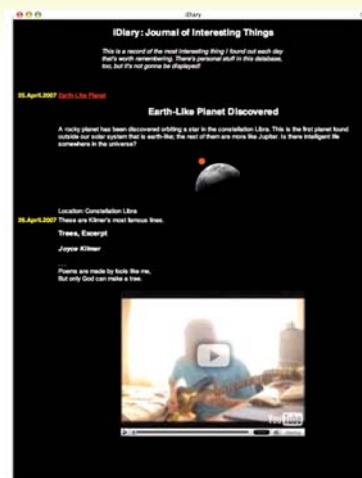 iDiary
iDiary: Journal of Interesting Things
This is a record of the most interesting thing I found out each day
that's worth remembering. There's personal stuff in this database,
too, but it's not gonna be displayed!
25.April.2007 Earth-Like Planet
Earth-Like Planet Discovered
A rocky planet has been discovered orbiting a star in the constellation Libra. This is the first planet found
outside our solar system that is earth-like; the rest of them are more like Jupiter. Is there intelligent life
somewhere in the universe?
Location: Constellation Libra
26.April.2007 These are Kilmer's most famous lines.
Trees, Excerpt
Joyce Kilmer
. . .
Poems are made by fools like me,
But only God can make a tree.
You Tube